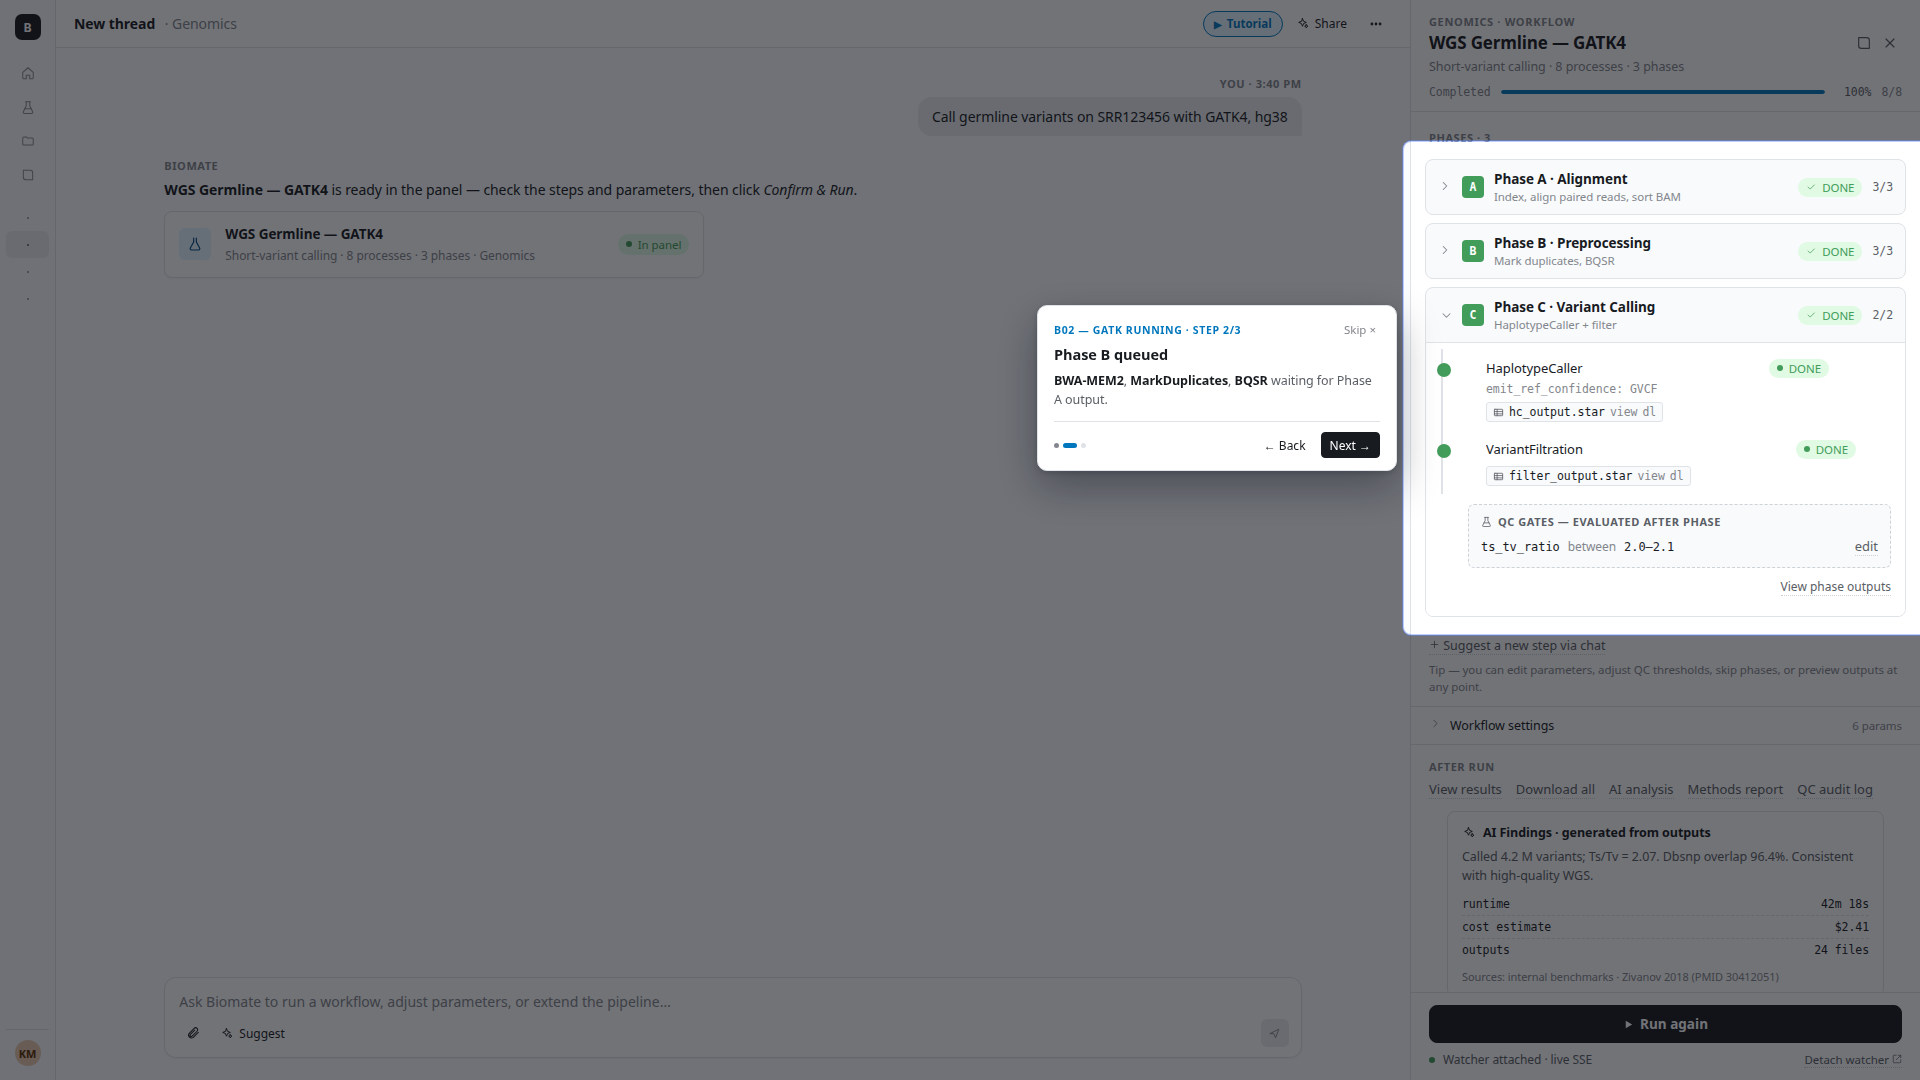 B
New thread · Genomics
▶ Tutorial
Share
YOU · 3:40 PM
Call germline variants on SRR123456 with GATK4, hg38
BIOMATE
WGS Germline — GATK4 is ready in the panel — check the steps and parameters, then click Confirm & Run.
WGS Germline — GATK4
Short-variant calling · 8 processes · 3 phases · Genomics
In panel
B02 — GATK RUNNING · STEP 2/3
Skip ×
Phase B queued
BWA-MEM2, MarkDuplicates, BQSR waiting for Phase
A output.
← Back
Next →
Ask Biomate to run a workflow, adjust parameters, or extend the pipeline...
Suggest
KM
GENOMICS · WORKFLOW
WGS Germline — GATK4
Short-variant calling · 8 processes · 3 phases
Completed 100% 8/8
PHASES · 3
A
Phase A · Alignment
Index, align paired reads, sort BAM
DONE 3/3
B
Phase B · Preprocessing
Mark duplicates, BQSR
DONE 3/3
C
Phase C · Variant Calling
HaplotypeCaller + filter
DONE 2/2
HaplotypeCaller
DONE
emit_ref_confidence: GVCF
hc_output.star view dl
VariantFiltration
DONE
filter_output.star view dl
QC GATES — EVALUATED AFTER PHASE
ts_tv_ratio between 2.0–2.1
edit
View phase outputs
+ Suggest a new step via chat
Tip — you can edit parameters, adjust QC thresholds, skip phases, or preview outputs at
any point.
Workflow settings
6 params
AFTER RUN
View results Download all AI analysis Methods report QC audit log
AI Findings · generated from outputs
Called 4.2 M variants; Ts/Tv = 2.07. Dbsnp overlap 96.4%. Consistent
with high-quality WGS.
runtime 42m 18s
cost estimate $2.41
outputs 24 files
Sources: internal benchmarks · Zivanov 2018 (PMID 30412051)
Run again
Watcher attached · live SSE
Detach watcher